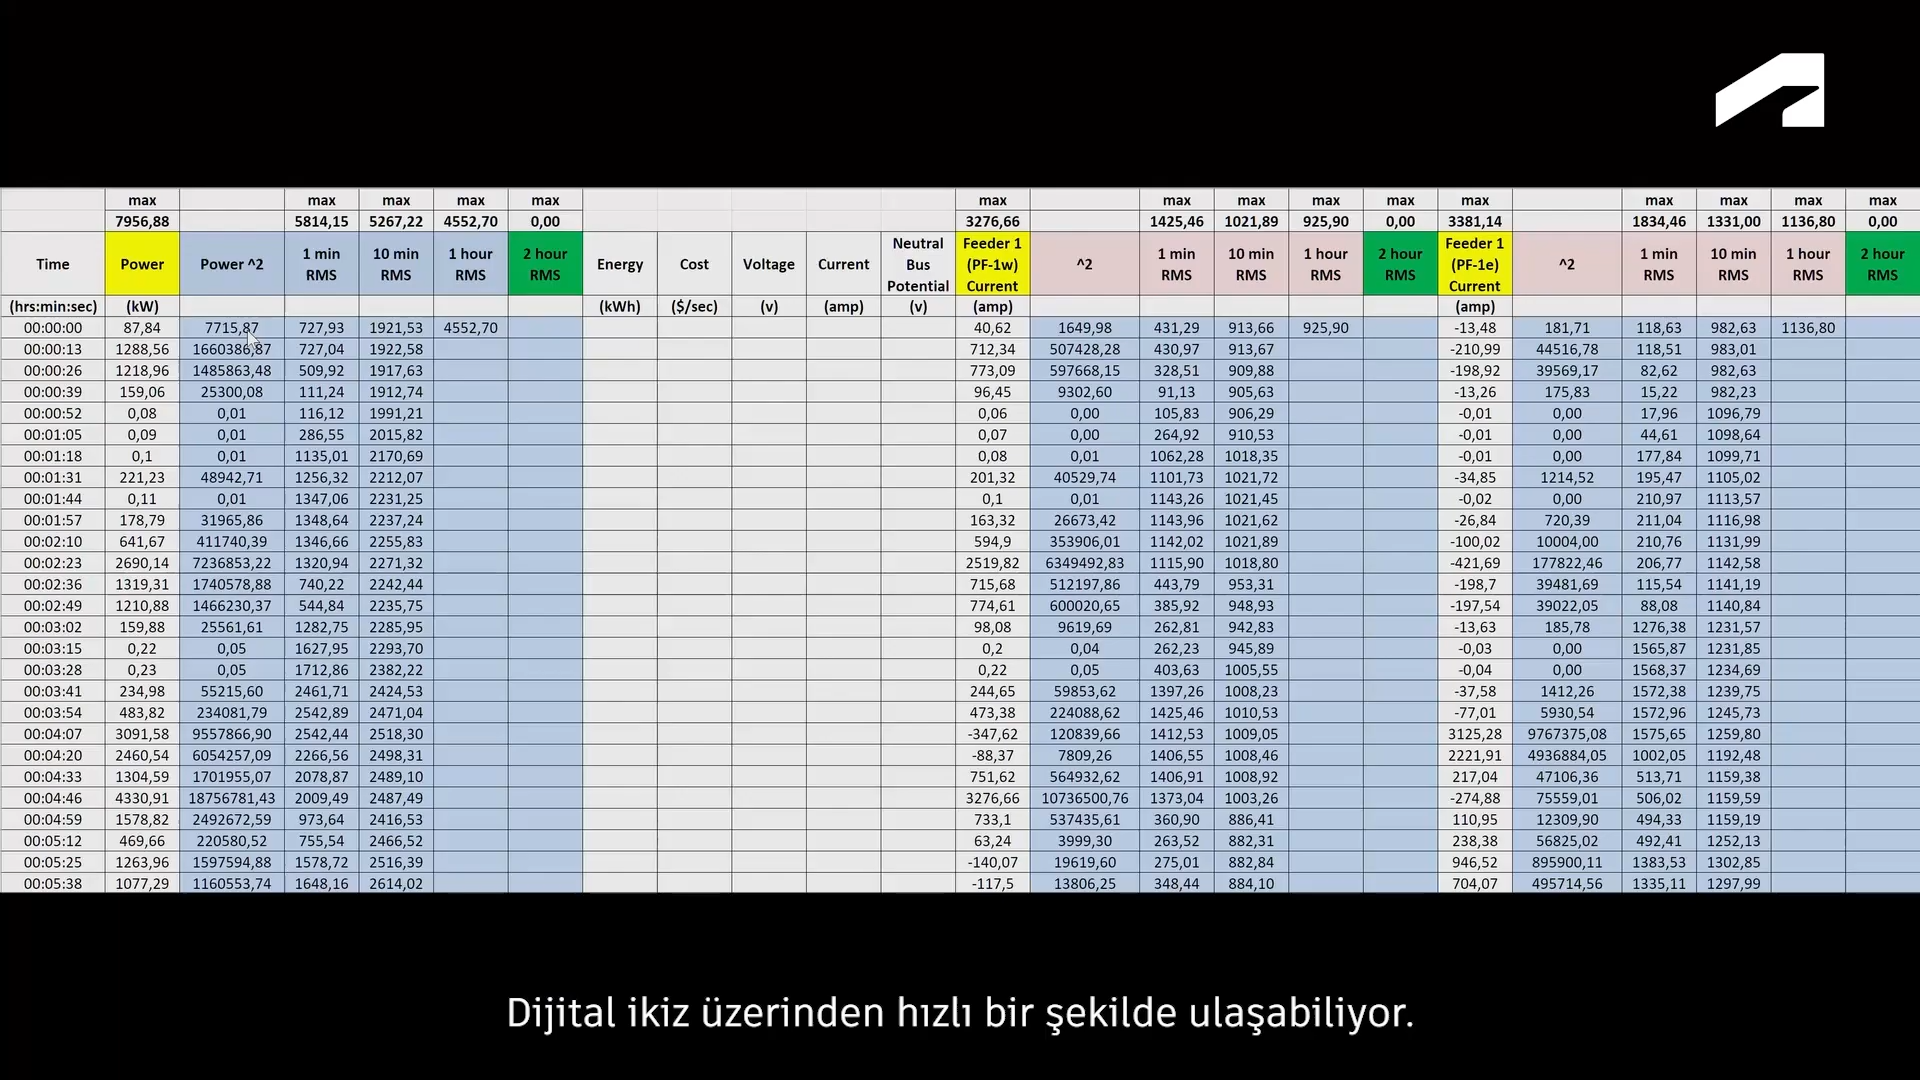 max max max max max max max max max max max max max max
7956,88 5814,15 5267,22 4552,70 0,00 3276,66 1425,46 1021,89 925,90 0,00 3381,14 1834,46 1331,00 1136,80 0,00
Time Power Power ^2 1 min RMS 10 min RMS 1 hour RMS 2 hour RMS Energy Cost Voltage Current Neutral Bus Potential Feeder 1 (PF-1w) Current ^2 1 min RMS 10 min RMS 1 hour RMS 2 hour RMS Feeder 1 (PF-1e) Current ^2 1 min RMS 10 min RMS 1 hour RMS 2 hour RMS
(hrs:min:sec) (kW) (kWh) ($/sec) (v) (amp) (v) (amp) (amp)
00:00:00 87,84 7715,87 727,93 1921,53 4552,70 40,62 1649,98 431,29 913,66 925,90 -13,48 181,71 118,63 982,63 1136,80
00:00:13 1288,56 1660386,87 727,04 1922,58 712,34 507428,28 430,97 913,67 -210,99 44516,78 118,51 983,01
00:00:26 1218,96 1485863,48 509,92 1917,63 773,09 597668,15 328,51 909,88 -198,92 39569,17 82,62 982,63
00:00:39 159,06 25300,08 111,24 1912,74 96,45 9302,60 91,13 905,63 -13,26 175,83 15,22 982,23
00:00:52 0,08 0,01 116,12 1991,21 0,06 0,00 105,83 906,29 -0,01 0,00 17,96 1096,79
00:01:05 0,09 0,01 286,55 2015,82 0,07 0,00 264,92 910,53 -0,01 0,00 44,61 1098,64
00:01:18 0,1 0,01 1135,01 2170,69 0,08 0,01 1062,28 1018,35 -0,01 0,00 177,84 1099,71
00:01:31 221,23 48942,71 1256,32 2212,07 201,32 40529,74 1101,73 1021,72 -34,85 1214,52 195,47 1105,02
00:01:44 0,11 0,01 1347,06 2231,25 0,1 0,01 1143,26 1021,45 -0,02 0,00 210,97 1113,57
00:01:57 178,79 31965,86 1348,64 2237,24 163,32 26673,42 1143,96 1021,62 -26,84 720,39 211,04 1116,98
00:02:10 641,67 411740,39 1346,66 2255,83 594,9 353906,01 1142,02 1021,89 -100,02 10004,00 210,76 1131,99
00:02:23 2690,14 7236853,22 1320,94 2271,32 2519,82 6349492,83 1115,90 1018,80 -421,69 177822,46 206,77 1142,58
00:02:36 1319,31 1740578,88 740,22 2242,44 715,68 512197,86 443,79 953,31 -198,7 39481,69 115,54 1141,19
00:02:49 1210,88 1466230,37 544,84 2235,75 774,61 600020,65 385,92 948,93 -197,54 39022,05 88,08 1140,84
00:03:02 159,88 25561,61 1282,75 2285,95 98,08 9619,69 262,81 942,83 -13,63 185,78 1276,38 1231,57
00:03:15 0,22 0,05 1627,95 2293,70 0,2 0,04 262,23 945,89 -0,03 0,00 1565,87 1231,85
00:03:28 0,23 0,05 1712,86 2382,22 0,22 0,05 403,63 1005,55 -0,04 0,00 1568,37 1234,69
00:03:41 234,98 55215,60 2461,71 2424,53 244,65 59853,62 1397,26 1008,23 -37,58 1412,26 1572,38 1239,75
00:03:54 483,82 234081,79 2542,89 2471,04 473,38 224088,62 1425,46 1010,53 -77,01 5930,54 1572,96 1245,73
00:04:07 3091,58 9557866,90 2542,44 2518,30 -347,62 120839,66 1412,53 1009,05 3125,28 9767375,08 1575,65 1259,80
00:04:20 2460,54 6054257,09 2266,56 2498,31 -88,37 7809,26 1406,55 1008,46 2221,91 4936884,05 1002,05 1192,48
00:04:33 1304,59 1701955,07 2078,87 2489,10 751,62 564932,62 1406,91 1008,92 217,04 47106,36 513,71 1159,38
00:04:46 4330,91 18756781,43 2009,49 2487,49 3276,66 10736500,76 1373,04 1003,26 -274,88 75559,01 506,02 1159,59
00:04:59 1578,82 2492672,59 973,64 2416,53 733,1 537435,61 360,90 886,41 110,95 12309,90 494,33 1159,19
00:05:12 469,66 220580,52 755,54 2466,52 63,24 3999,30 263,52 882,31 238,38 56825,02 492,41 1252,13
00:05:25 1263,96 1597594,88 1578,72 2516,39 -140,07 19619,60 275,01 882,84 946,52 895900,11 1383,53 1302,85
00:05:38 1077,29 1160553,74 1648,16 2614,02 -117,5 13806,25 348,44 884,10 704,07 495714,56 1335,11 1297,99
Dijital ikiz üzerinden hızlı bir şekilde ulaşabiliyor.